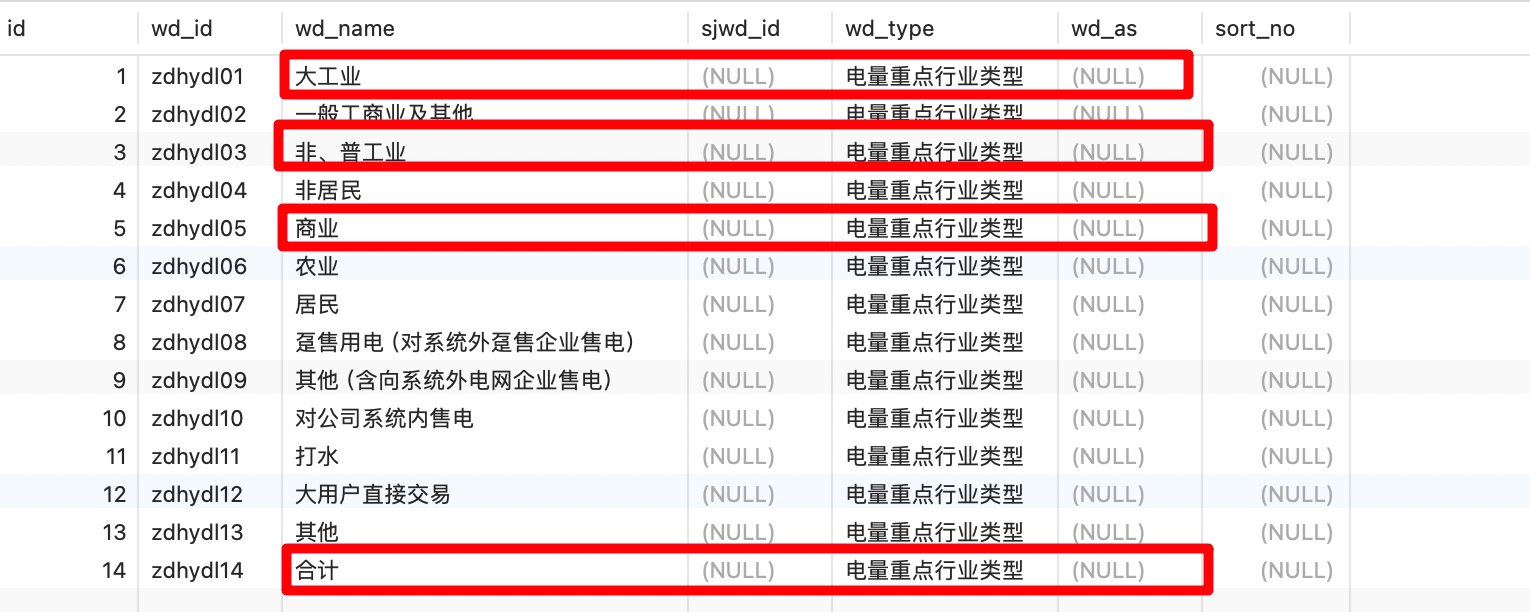 id wd_id wd_name sjwd_id wd_type wd_as sort_no
1 zdhydl01 大工业 (NULL) 电量重点行业类型 (NULL) (NULL)
2 zdhydl02 一般工商业及其他 (NULL) 电量重点行业类型 (NULL) (NULL)
3 zdhydl03 非、普工业 (NULL) 电量重点行业类型 (NULL) (NULL)
4 zdhydl04 非居民 (NULL) 电量重点行业类型 (NULL) (NULL)
5 zdhydl05 商业 (NULL) 电量重点行业类型 (NULL) (NULL)
6 zdhydl06 农业 (NULL) 电量重点行业类型 (NULL) (NULL)
7 zdhydl07 居民 (NULL) 电量重点行业类型 (NULL) (NULL)
8 zdhydl08 趸售用电（对系统外趸售企业售电） (NULL) 电量重点行业类型 (NULL) (NULL)
9 zdhydl09 其他（含向系统外电网企业售电） (NULL) 电量重点行业类型 (NULL) (NULL)
10 zdhydl10 对公司系统内售电 (NULL) 电量重点行业类型 (NULL) (NULL)
11 zdhydl11 打水 (NULL) 电量重点行业类型 (NULL) (NULL)
12 zdhydl12 大用户直接交易 (NULL) 电量重点行业类型 (NULL) (NULL)
13 zdhydl13 其他 (NULL) 电量重点行业类型 (NULL) (NULL)
14 zdhydl14 合计 (NULL) 电量重点行业类型 (NULL) (NULL)